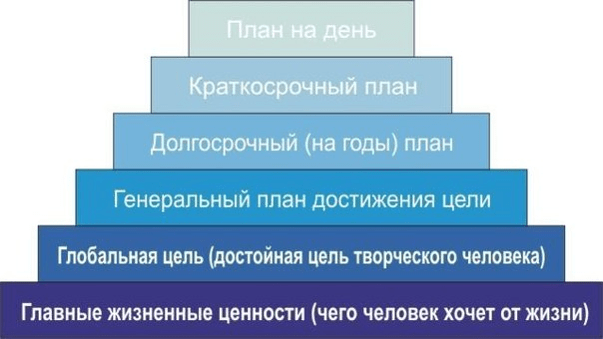 План на день
Краткосрочный план
Долгосрочный (на годы) план
Генеральный план достижения цели
Глобальная цель (достойная цель творческого человека)
Главные жизненные ценности (чего человек хочет от жизни)